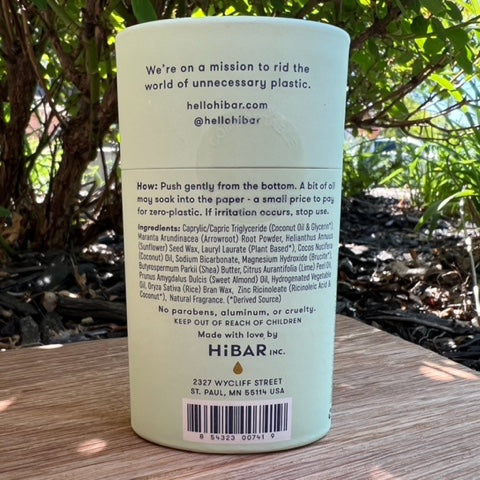 We're on a mission to rid the
world of unnecessary plastic.
hellohibar.com
@hellohibar
How: Push gently from the bottom. A bit of oil
may soak into the paper - a small price to pay
for zero-plastic. If irritation occurs, stop use.
Ingredients: Caprylic/Capric Triglyceride (Coconut Oil & Glycerin*),
Maranta Arundinacea (Arrowroot) Root Powder, Helianthus Annuus
(Sunflower) Seed Wax, Lauryl Laurate (Plant Based*), Cocos Nucifera
(Coconut) Oil, Sodium Bicarbonate, Magnesium Hydroxide (Brucite*),
Butyrospermum Parkii (Shea) Butter, Citrus Aurantifolia (Lime) Peel Oil,
Prunus Amygdalus Dulcis (Sweet Almond) Oil, Hydrogenated Vegetable
Oil, Oryza Sativa (Rice) Bran Wax, Zinc Ricinoleate (Ricinoleic Acid &
Coconut*), Natural Fragrance. (*Derived Source)
No parabens, aluminum, or cruelty.
KEEP OUT OF REACH OF CHILDREN
Made with love by
HiBAR INC.
2327 WYCLIFF STREET
ST. PAUL, MN 55114 USA
8 54323 00741 9